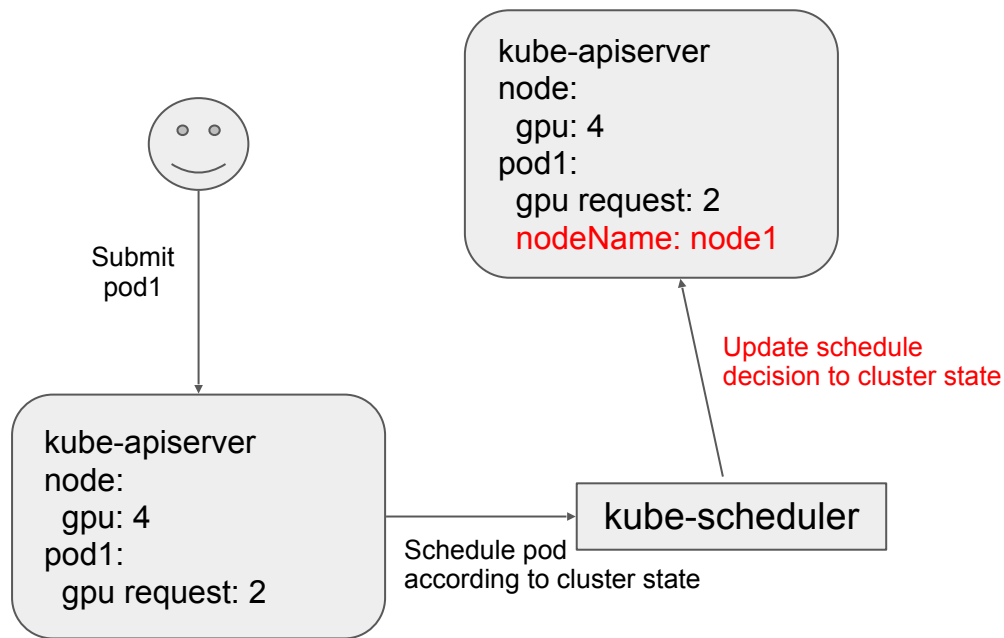 Submit
pod1
kube-apiserver
node:
gpu: 4
pod1:
gpu request: 2
Schedule pod
according to cluster state
kube-scheduler
Update schedule
decision to cluster state
kube-apiserver
node:
gpu: 4
pod1:
gpu request: 2
nodeName: node1